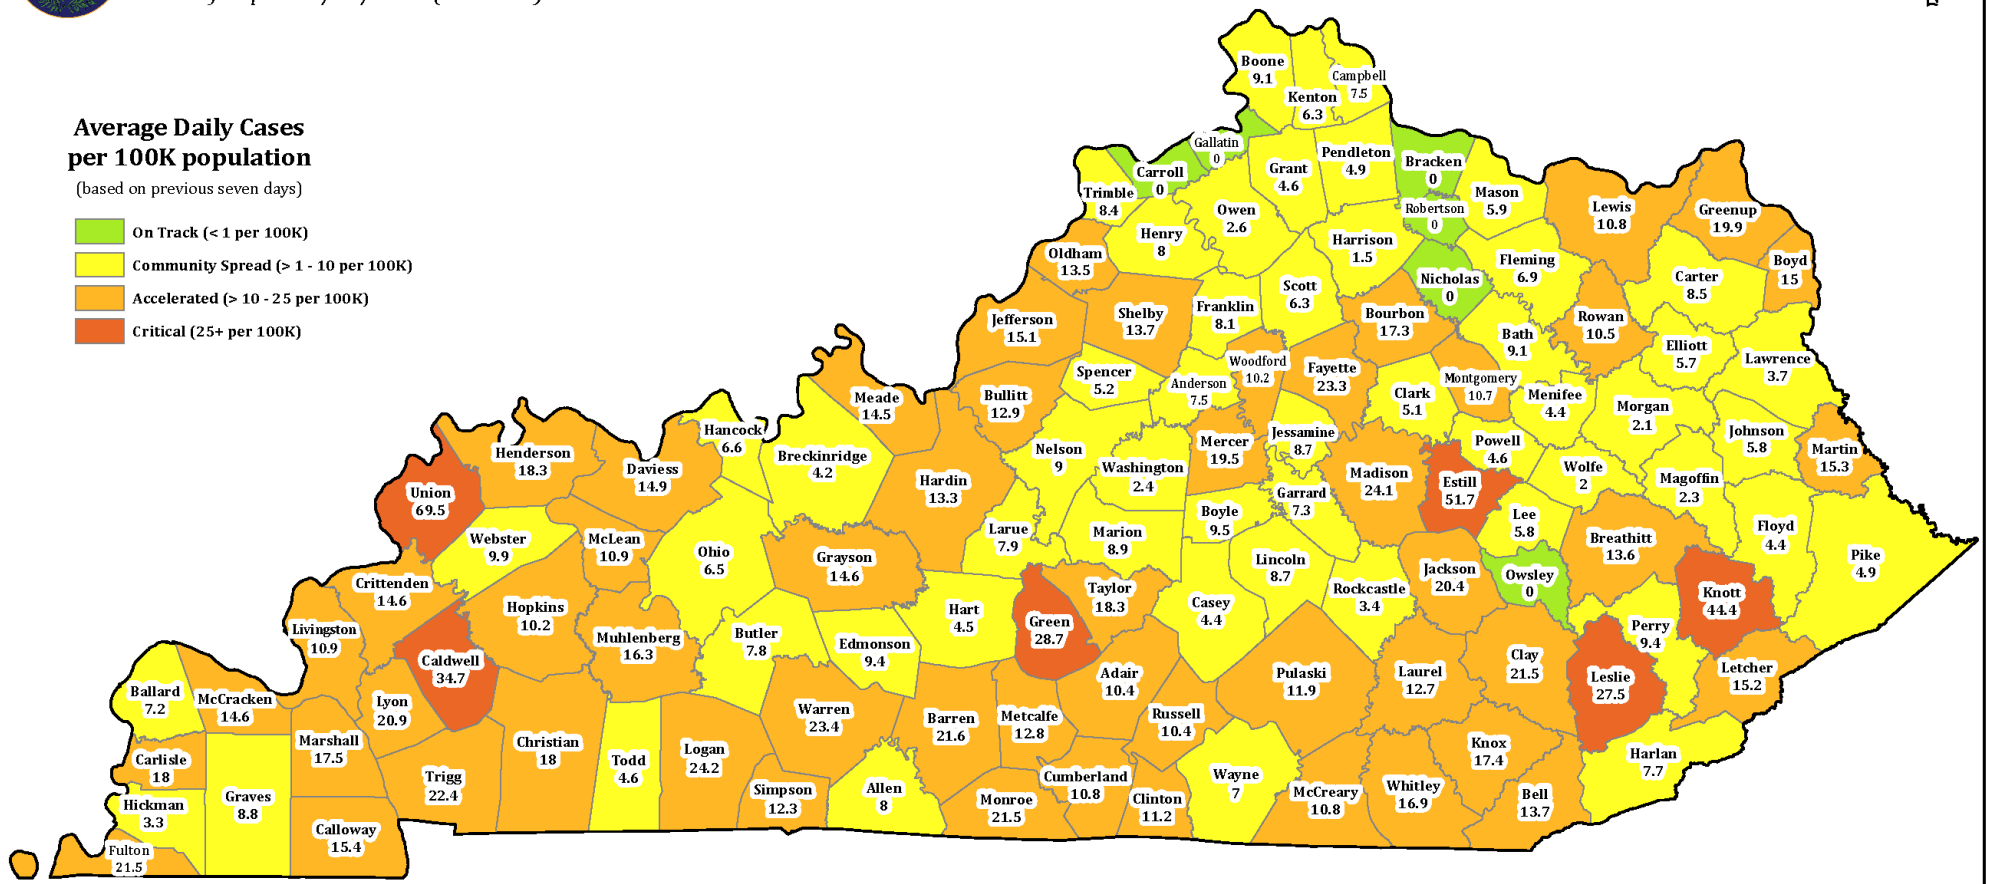 Average Daily Cases
per 100K population
(based on previous seven days)
On Track (< 1 per 100K)
Community Spread (> 1 - 10 per 100K)
Accelerated (> 10 - 25 per 100K)
Critical (25+ per 100K)
Boone
9.1
Kenton
6.3
Campbell
7.5
Gallatin
0
Carroll
0
Trimble
8.4
Grant
4.6
Pendleton
4.9
Bracken
0
Mason
5.9
Robertson
0
Lewis
10.8
Greenup
19.9
Boyd
15
Owen
2.6
Henry
8
Oldham
13.5
Harrison
1.5
Nicholas
0
Fleming
6.9
Carter
8.5
Jefferson
15.1
Shelby
13.7
Franklin
8.1
Scott
6.3
Bourbon
17.3
Bath
9.1
Rowan
10.5
Elliott
5.7
Lawrence
3.7
Meade
14.5
Bullitt
12.9
Spencer
5.2
Anderson
7.5
Woodford
10.2
Fayette
23.3
Clark
5.1
Montgomery
10.7
Menifee
4.4
Morgan
2.1
Johnson
5.8
Martin
15.3
Hancock
6.6
Breckinridge
4.2
Henderson
18.3
Daviess
14.9
Union
69.5
Hardin
13.3
Nelson
9
Washington
2.4
Mercer
19.5
Jessamine
8.7
Garrard
7.3
Madison
24.1
Estill
51.7
Powell
4.6
Wolfe
2
Magoffin
2.3
Floyd
4.4
Pike
4.9
Webster
9.9
McLean
10.9
Ohio
6.5
Grayson
14.6
Larue
7.9
Marion
8.9
Boyle
9.5
Lincoln
8.7
Rockcastle
3.4
Jackson
20.4
Lee
5.8
Owsley
0
Breathitt
13.6
Knott
44.4
Perry
9.4
Letcher
15.2
Crittenden
14.6
Livingston
10.9
Hopkins
10.2
Caldwell
34.7
Muhlenberg
16.3
Butler
7.8
Edmonson
9.4
Hart
4.5
Green
28.7
Taylor
18.3
Casey
4.4
Adair
10.4
Pulaski
11.9
Laurel
12.7
Clay
21.5
Leslie
27.5
Harlan
7.7
Ballard
7.2
McCracken
14.6
Lyon
20.9
Carlisle
18
Marshall
17.5
Trigg
22.4
Christian
18
Todd
4.6
Logan
24.2
Warren
23.4
Simpson
12.3
Allen
8
Barren
21.6
Metcalfe
12.8
Monroe
21.5
Cumberland
10.8
Russell
10.4
Clinton
11.2
Wayne
7
McCreary
10.8
Whitley
16.9
Knox
17.4
Bell
13.7
Hickman
3.3
Graves
8.8
Calloway
15.4
Fulton
21.5